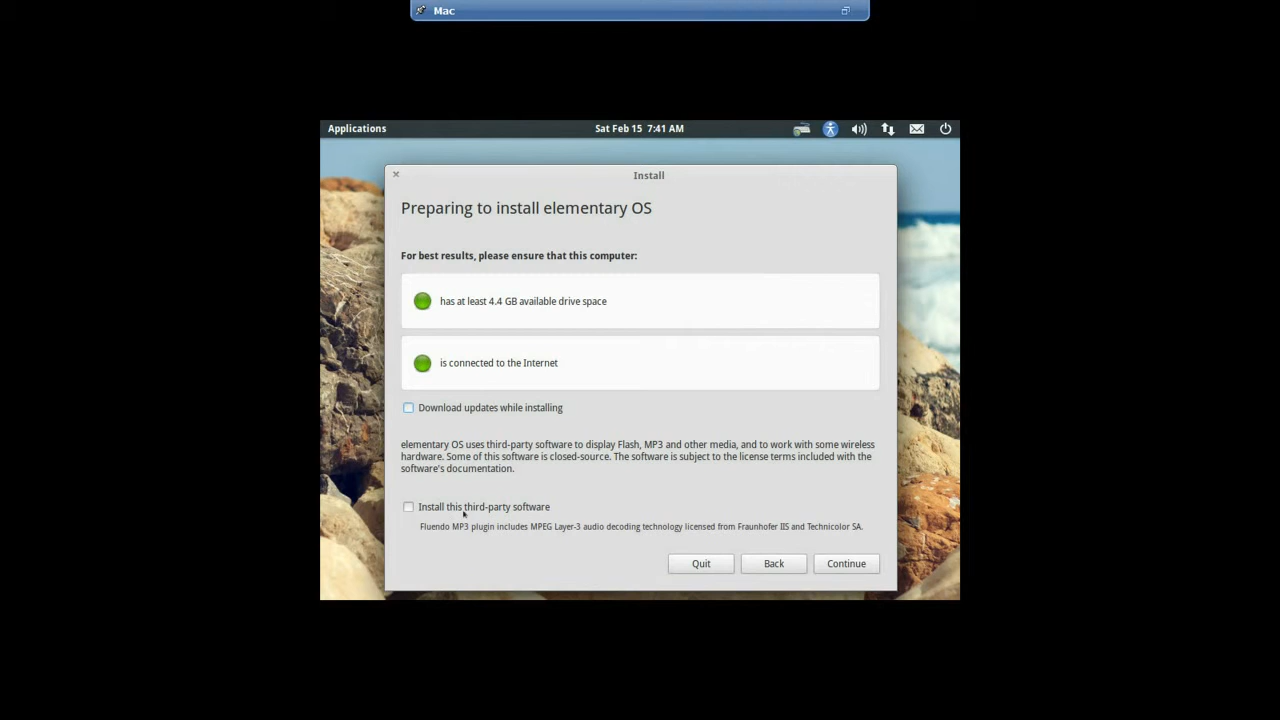 Mac
Applications
Sat Feb 15 7:41 AM
Install
Preparing to install elementary OS
For best results, please ensure that this computer:
has at least 4.4 GB available drive space
is connected to the Internet
Download updates while installing
elementary OS uses third-party software to display Flash, MP3 and other media, and to work with some wireless
hardware. Some of this software is closed-source. The software is subject to the license terms included with the
software's documentation.
Install this third-party software
Fluendo MP3 plugin includes MPEG Layer-3 audio decoding technology licensed from Fraunhofer IIS and Technicolor SA.
Quit
Back
Continue